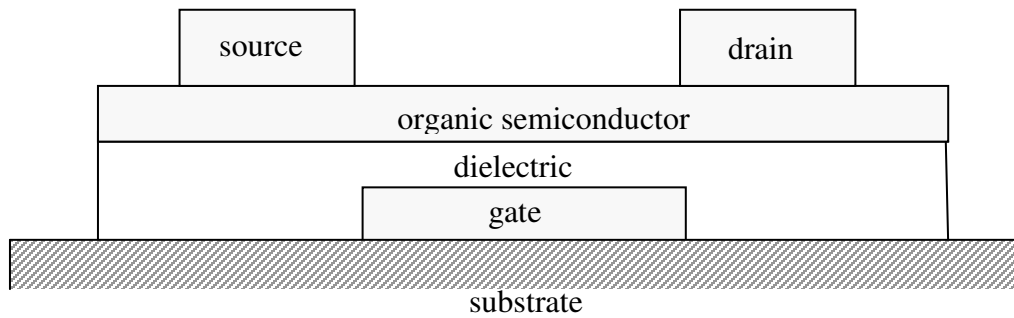 source
drain
organic semiconductor
dielectric
gate
substrate